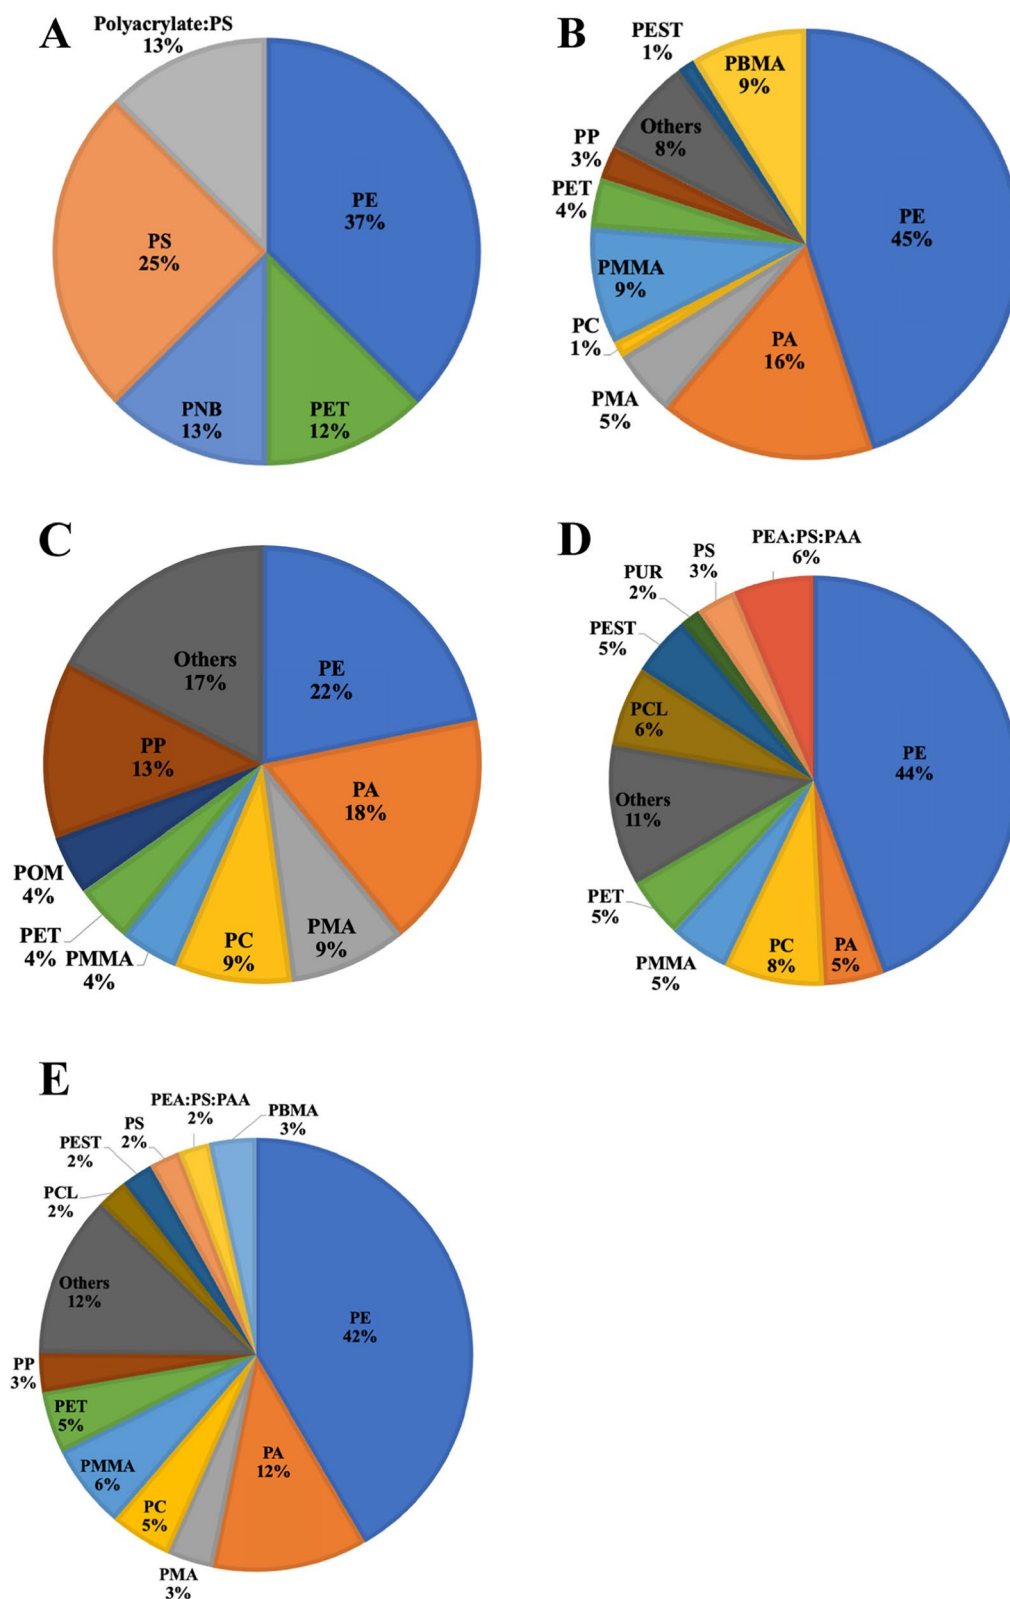 A
Polyacrylate:PS
13%
PE
37%
PS
25%
PNB
13%
PET
12%
B
PEST
1%
PBMA
9%
Others
8%
PP
3%
PET
4%
PE
45%
PMMA
9%
PC
1%
PA
16%
PMA
5%
C
Others
17%
PE
22%
PP
13%
PA
18%
POM
4%
PET
4%
PMMA
4%
PC
9%
PMA
9%
D
PEA:PS:PAA
6%
PS
3%
PUR
2%
PEST
5%
PCL
6%
PE
44%
Others
11%
PET
5%
PMMA
5%
PC
8%
PA
5%
E
PEA:PS:PAA
2%
PBMA
3%
PS
2%
PEST
2%
PCL
2%
Others
12%
PE
42%
PP
3%
PET
5%
PMMA
6%
PC
5%
PA
12%
PMA
3%